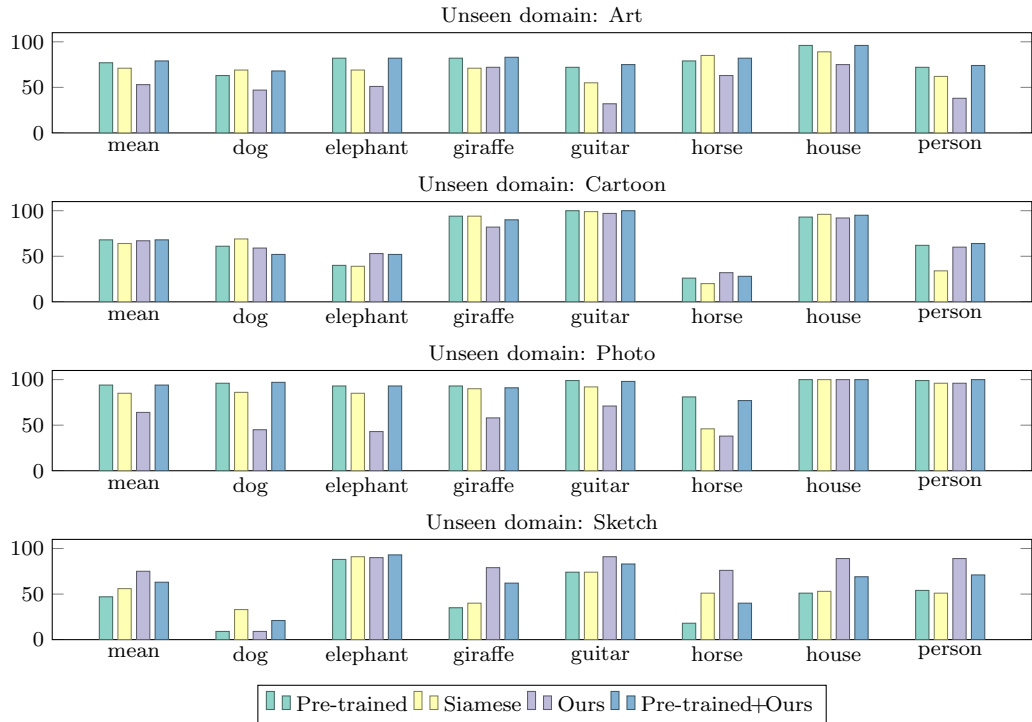 Unseen domain: Art
100
50
0
mean dog elephant giraffe guitar horse house person
Unseen domain: Cartoon
100
50
0
mean dog elephant giraffe guitar horse house person
Unseen domain: Photo
100
50
0
mean dog elephant giraffe guitar horse house person
Unseen domain: Sketch
100
50
0
mean dog elephant giraffe guitar horse house person
Pre-trained Siamese Ours Pre-trained+Ours